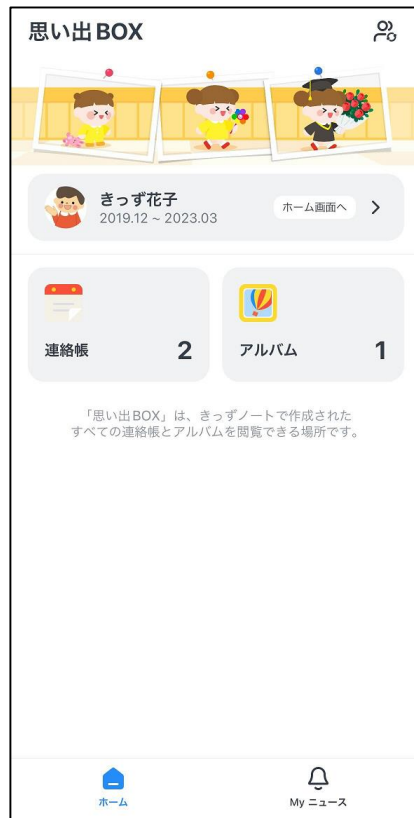 思い出BOX
きっず花子
2019.12 ~ 2023.03
ホーム画面へ
連絡帳 2
アルバム 1
「思い出BOX」は、きっずノートで作成された
すべての連絡帳とアルバムを閲覧できる場所です。
ホーム
My ニュース